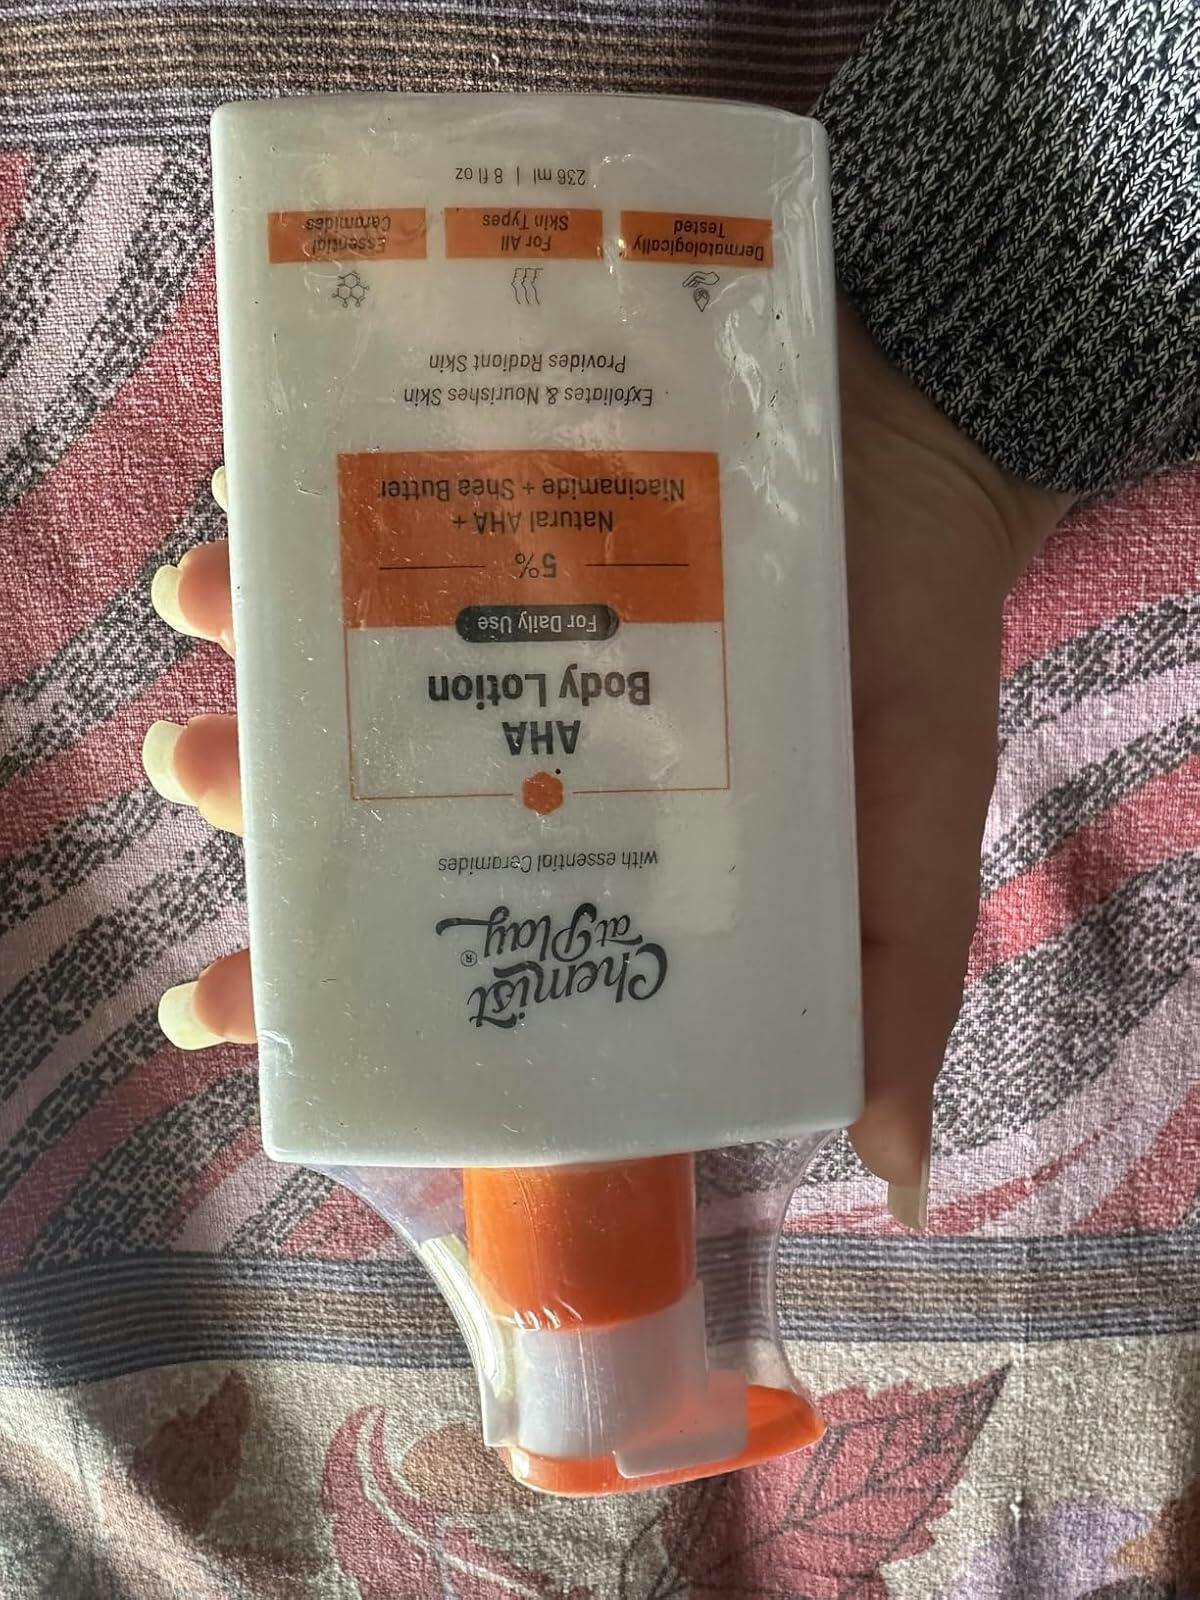 Chemist
at Play®
with essential Ceramides
AHA
Body Lotion
For Daily Use
5%
Natural AHA +
Niacinamide + Shea Butter
Exfoliates & Nourishes Skin
Provides Radiant Skin
Dermatologically
Tested
For All
Skin Types
Essential
Ceramides
236 ml | 8 fl oz